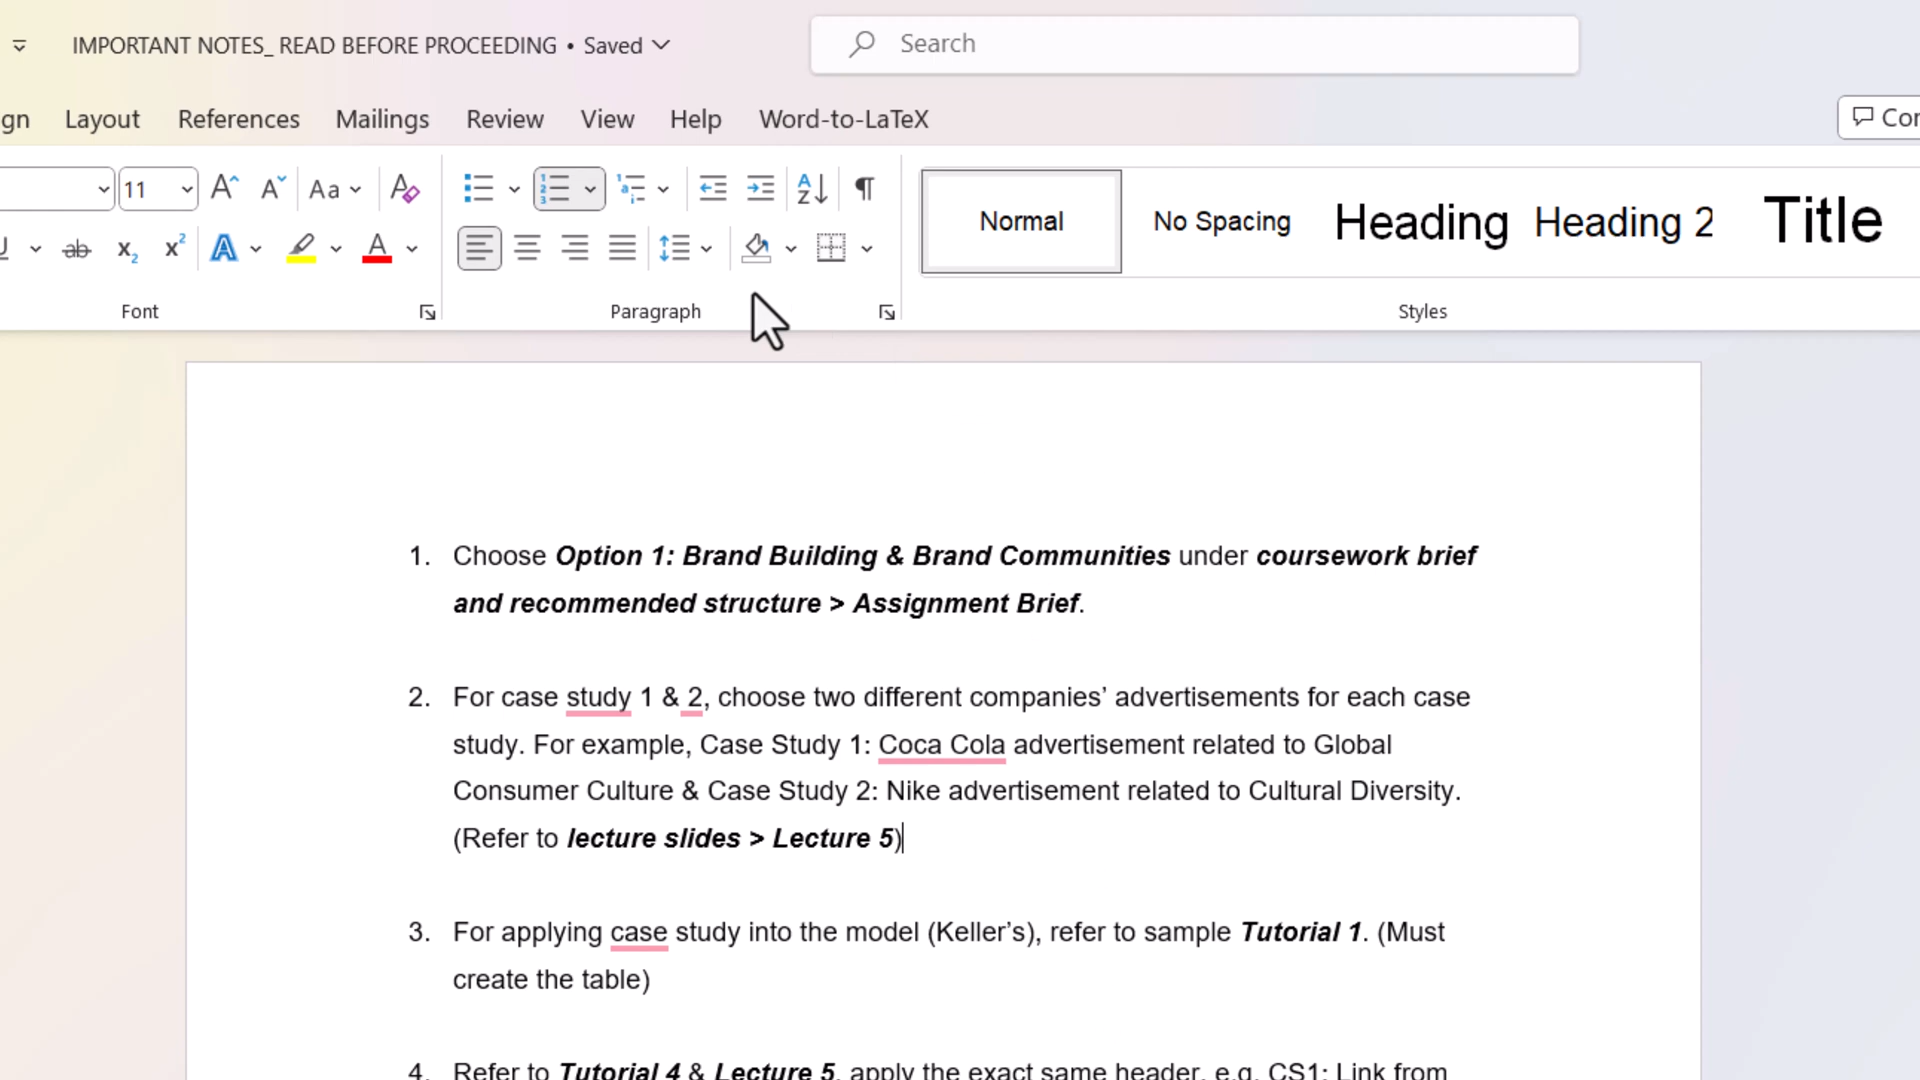 IMPORTANT NOTES_ READ BEFORE PROCEEDING • Saved
Search
gn Layout References Mailings Review View Help Word-to-LaTeX
11 Aa
Normal No Spacing Heading Heading 2 Title
Font Paragraph Styles
1. Choose Option 1: Brand Building & Brand Communities under coursework brief
and recommended structure > Assignment Brief.
2. For case study 1 & 2, choose two different companies’ advertisements for each case
study. For example, Case Study 1: Coca Cola advertisement related to Global
Consumer Culture & Case Study 2: Nike advertisement related to Cultural Diversity.
(Refer to lecture slides > Lecture 5)
3. For applying case study into the model (Keller’s), refer to sample Tutorial 1. (Must
create the table)
4. Refer to Tutorial 4 & Lecture 5, apply the exact same header, e.g. CS1: Link from